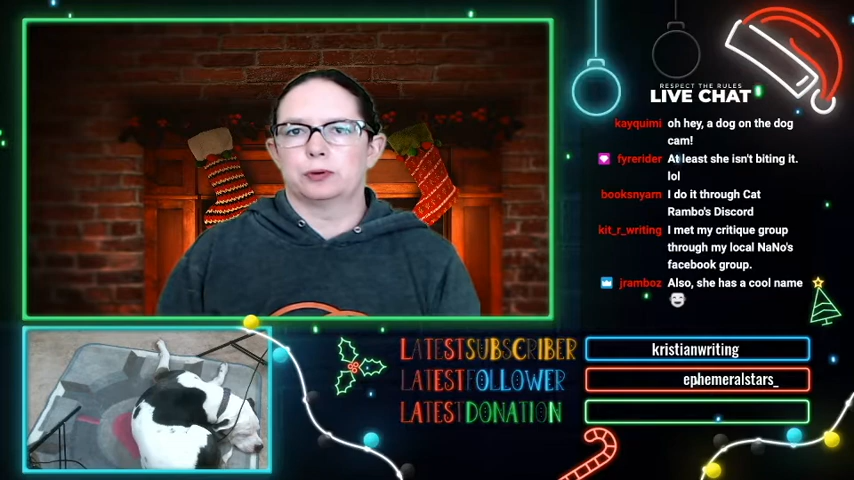 RESPECT THE RULES
LIVE CHAT
kayquimi oh hey, a dog on the dog
cam!
fyrerider At least she isn't biting it.
lol
booksnyarn I do it through Cat
Rambo's Discord
kit_r_writing I met my critique group
through my local NaNo's
facebook group.
jramboz Also, she has a cool name
LATEST SUBSCRIBER kristianwriting
LATEST FOLLOWER ephemeralstars_
LATEST DONATION